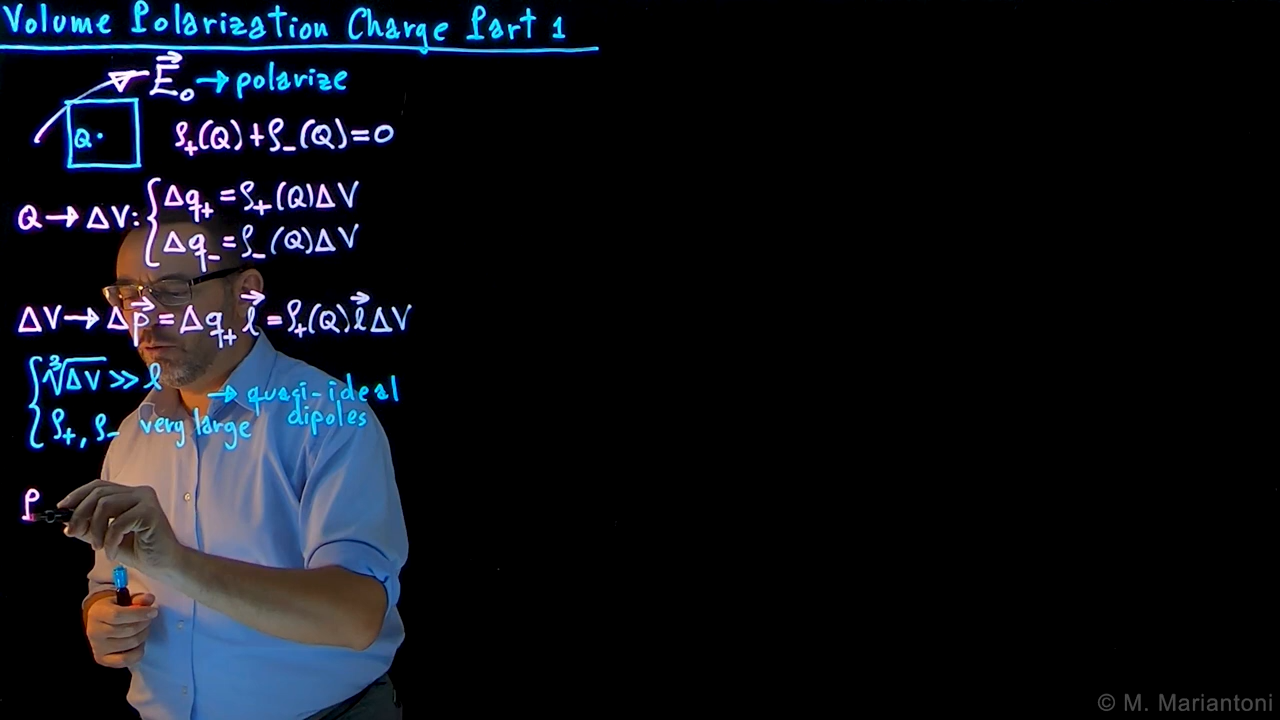 Volume Polarization Charge Part 1
E⃗₀ → polarize
Q · ρ₊(Q)+ρ₋(Q)=0
Q → ΔV: { Δq₊ = ρ₊(Q)ΔV
Δq₋ = ρ₋(Q)ΔV
ΔV → Δp⃗ = Δq₊ l⃗ = ρ₊(Q) l⃗ ΔV
{ ∛ΔV ≫ l → quasi-ideal
ρ₊, ρ₋ very large dipoles
P
© M. Mariantoni